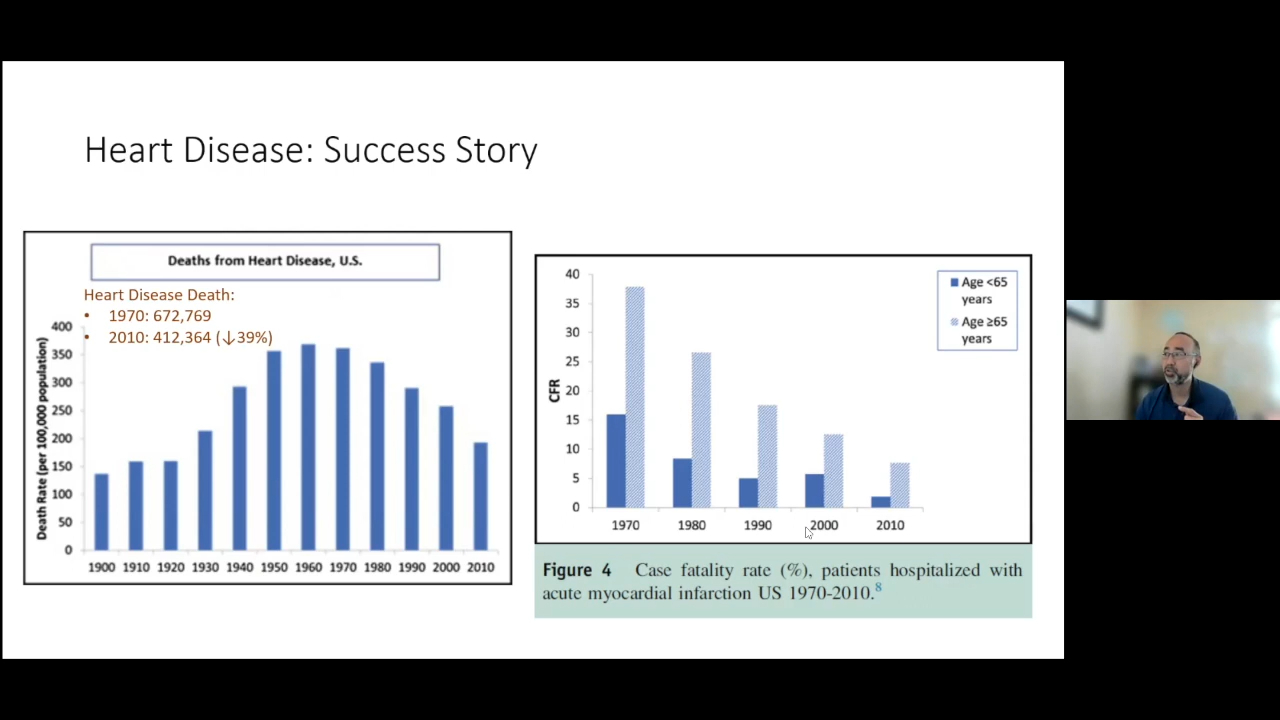 Heart Disease: Success Story
Deaths from Heart Disease, U.S.
Heart Disease Death:
• 1970: 672,769
• 2010: 412,364 (↓39%)
Death Rate (per 100,000 population)
400
350
300
250
200
150
100
50
0
1900 1910 1920 1930 1940 1950 1960 1970 1980 1990 2000 2010
CFR
40
35
30
25
20
15
10
5
0
1970 1980 1990 2000 2010
Age <65
years
Age ≥65
years
Figure 4 Case fatality rate (%), patients hospitalized with
acute myocardial infarction US 1970-2010.8